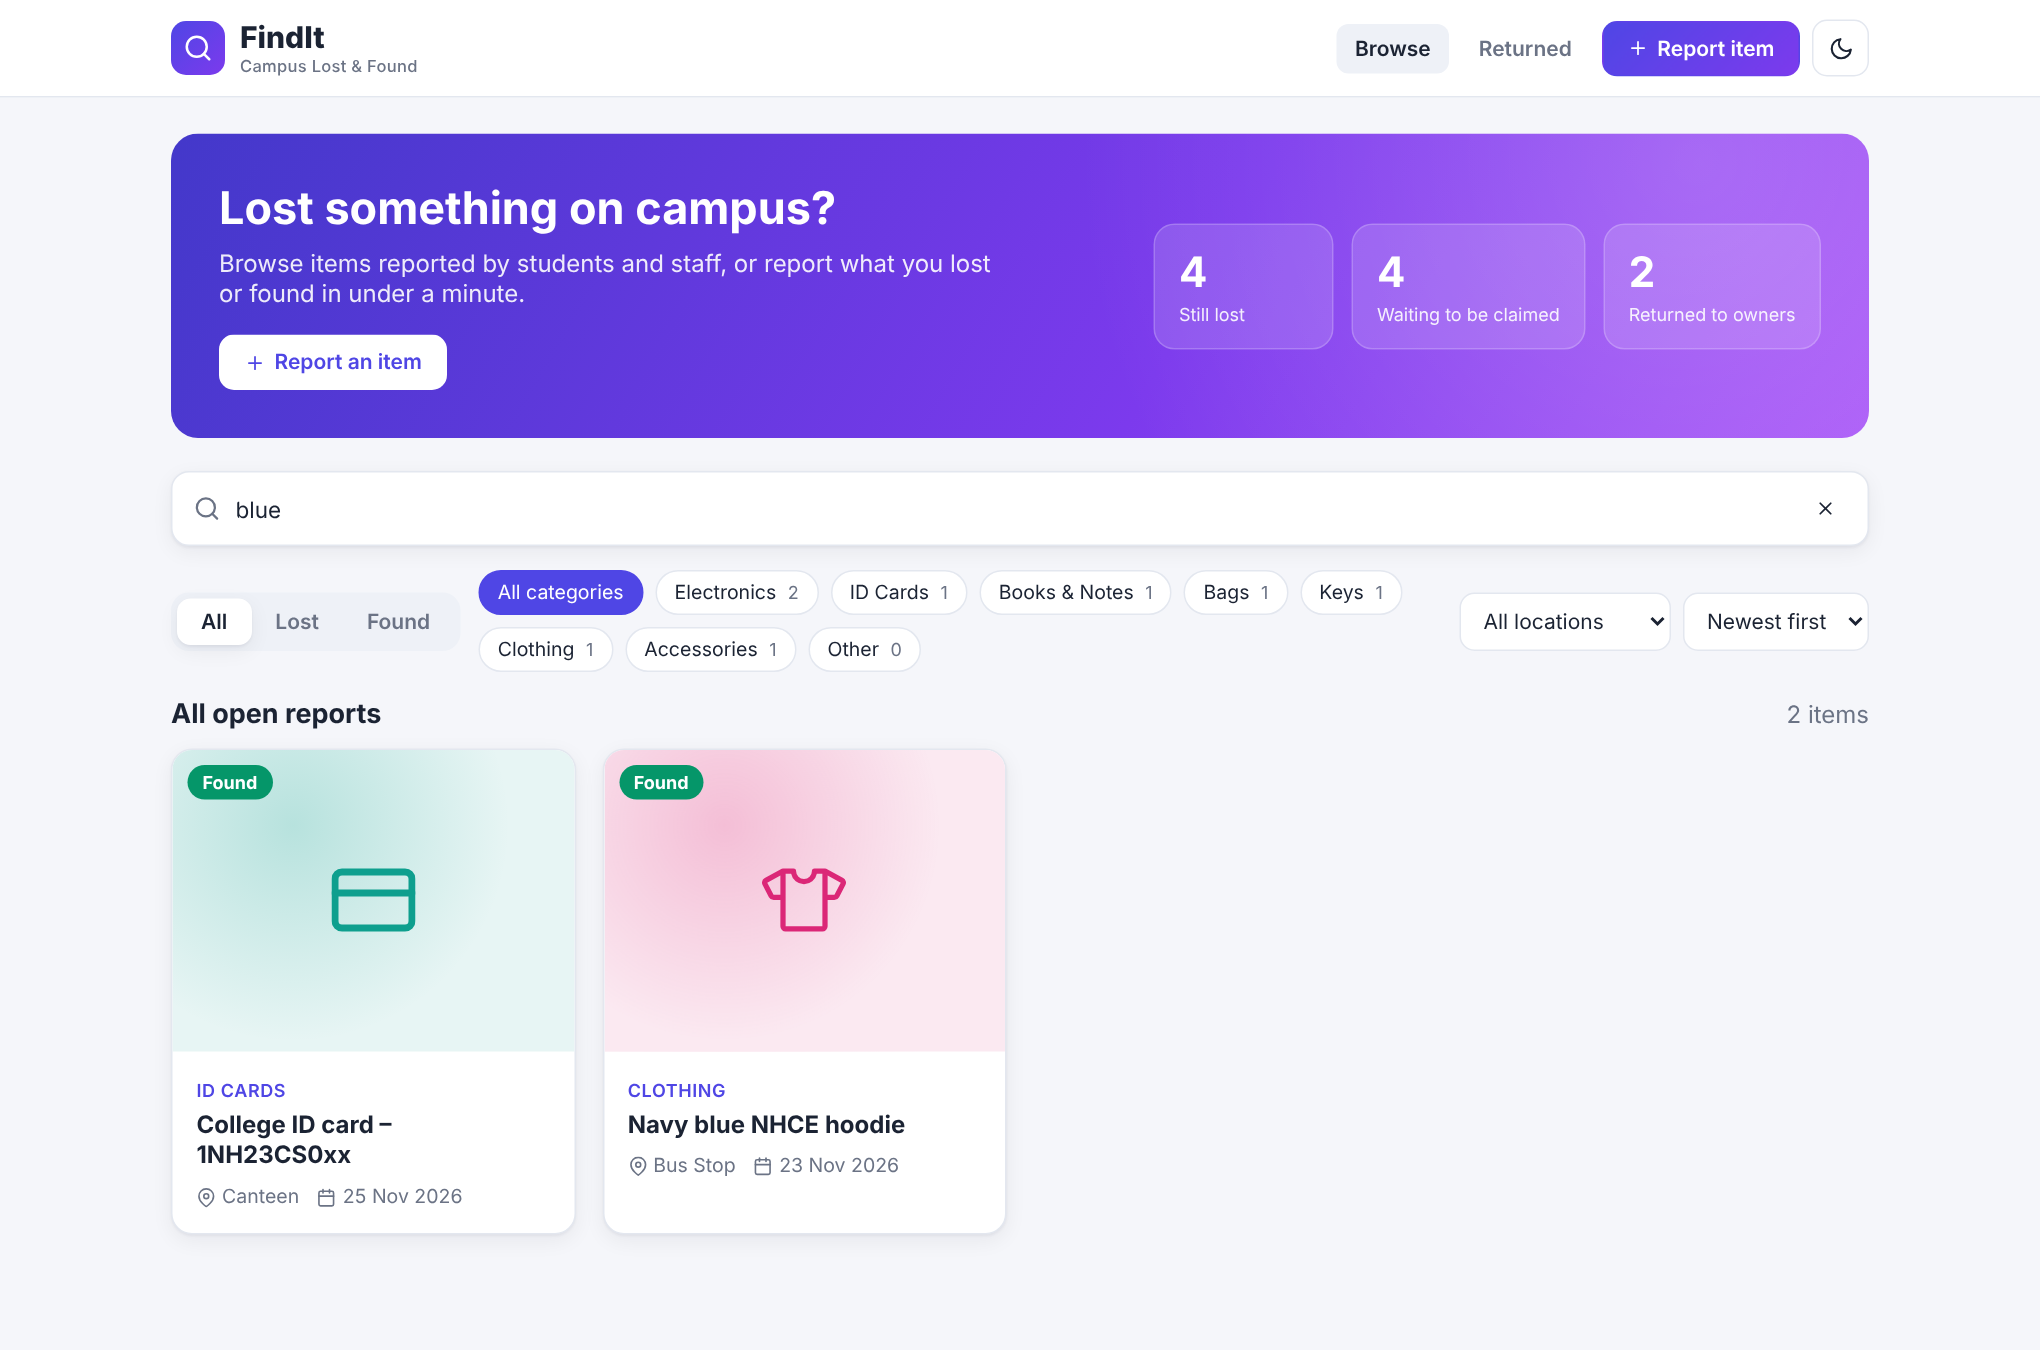 FindIt
Campus Lost & Found
Browse
Returned
+ Report item
Lost something on campus?
Browse items reported by students and staff, or report what you lost
or found in under a minute.
+ Report an item
4
Still lost
4
Waiting to be claimed
2
Returned to owners
blue
All
Lost
Found
All categories
Electronics 2
ID Cards 1
Books & Notes 1
Bags 1
Keys 1
Clothing 1
Accessories 1
Other 0
All locations
Newest first
All open reports
2 items
Found
ID CARDS
College ID card –
1NH23CS0xx
Canteen
25 Nov 2026
Found
CLOTHING
Navy blue NHCE hoodie
Bus Stop
23 Nov 2026